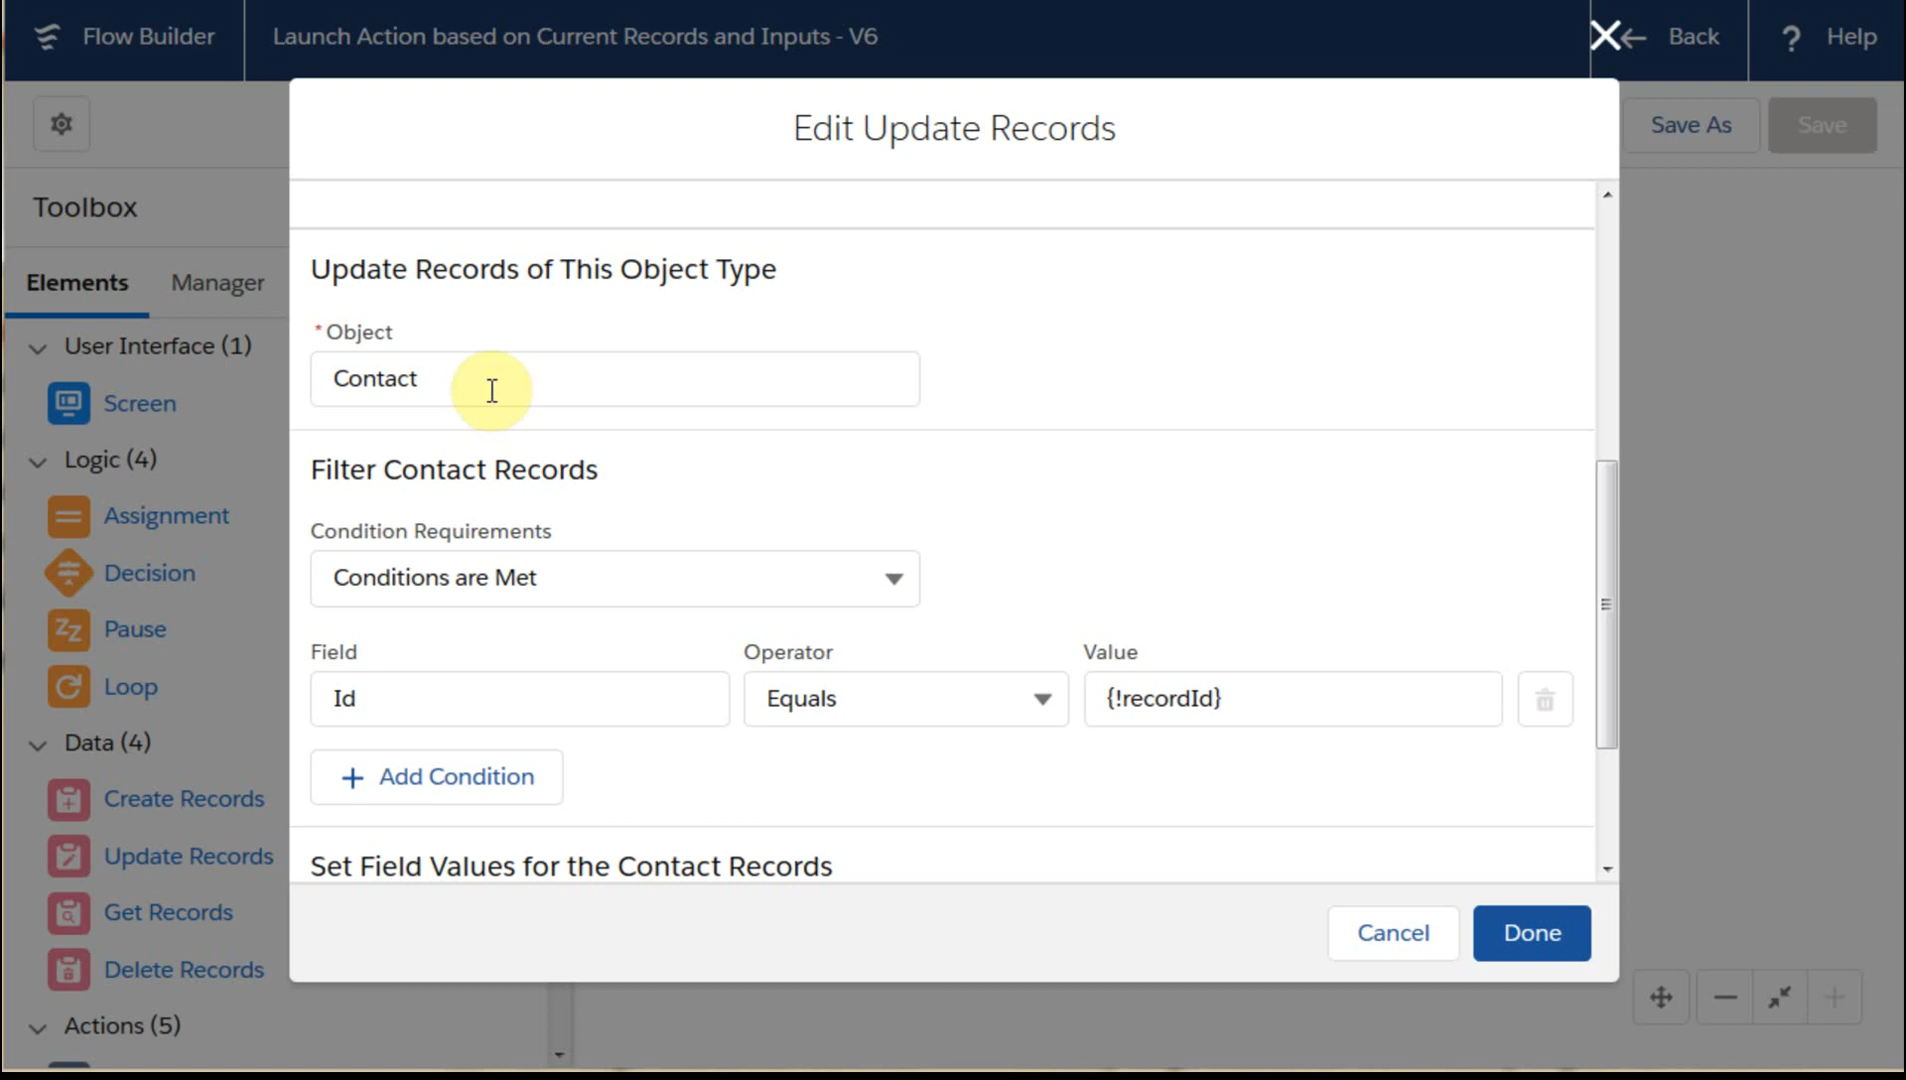 Flow Builder
Launch Action based on Current Records and Inputs - V6
Back
? Help
Edit Update Records
Save As
Save
Toolbox
Elements
Manager
User Interface (1)
Screen
Logic (4)
Assignment
Decision
Pause
Loop
Data (4)
Create Records
Update Records
Get Records
Delete Records
Actions (5)
Update Records of This Object Type
* Object
Contact
Filter Contact Records
Condition Requirements
Conditions are Met
Field
Operator
Value
Id
Equals
{!recordId}
+ Add Condition
Set Field Values for the Contact Records
Cancel
Done